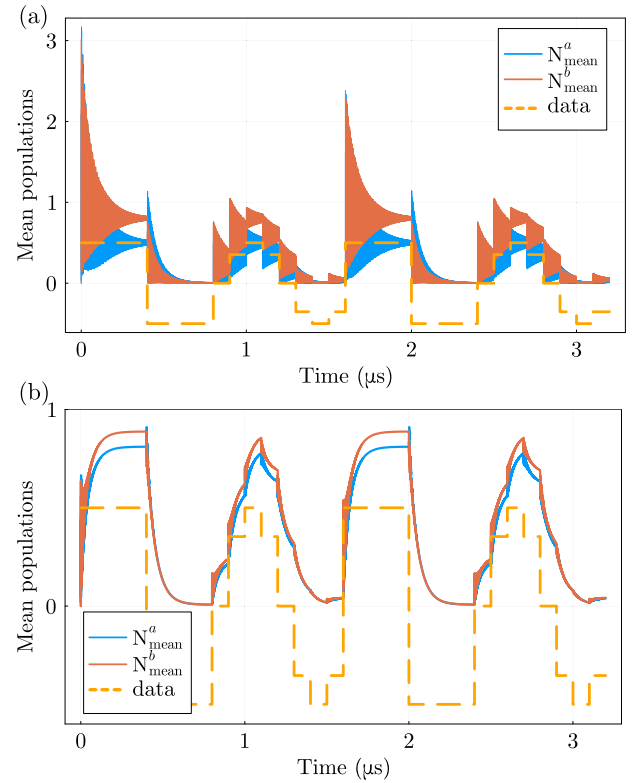 (a)
Mean populations
3
2
1
0
N^a_mean
N^b_mean
data
0
1
2
3
Time (μs)
(b)
Mean populations
1
0
N^a_mean
N^b_mean
data
0
1
2
3
Time (μs)